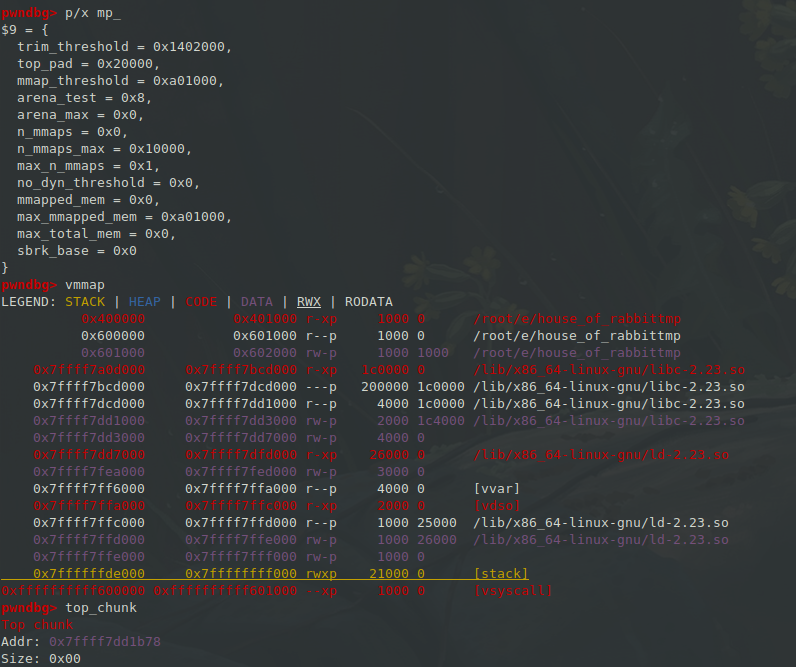 pwndbg> p/x mp_
$9 = {
  trim_threshold = 0x1402000,
  top_pad = 0x20000,
  mmap_threshold = 0xa01000,
  arena_test = 0x8,
  arena_max = 0x0,
  n_mmaps = 0x0,
  n_mmaps_max = 0x10000,
  max_n_mmaps = 0x1,
  no_dyn_threshold = 0x0,
  mmapped_mem = 0x0,
  max_mmapped_mem = 0xa01000,
  max_total_mem = 0x0,
  sbrk_base = 0x0
}
pwndbg> vmmap
LEGEND: STACK | HEAP | CODE | DATA | RWX | RODATA
          0x400000           0x401000 r-xp     1000 0      /root/e/house_of_rabbittmp
          0x600000           0x601000 r--p     1000 0      /root/e/house_of_rabbittmp
          0x601000           0x602000 rw-p     1000 1000   /root/e/house_of_rabbittmp
    0x7ffff7a0d000     0x7ffff7bcd000 r-xp   1c0000 0      /lib/x86_64-linux-gnu/libc-2.23.so
    0x7ffff7bcd000     0x7ffff7dcd000 ---p   200000 1c0000 /lib/x86_64-linux-gnu/libc-2.23.so
    0x7ffff7dcd000     0x7ffff7dd1000 r--p     4000 1c0000 /lib/x86_64-linux-gnu/libc-2.23.so
    0x7ffff7dd1000     0x7ffff7dd3000 rw-p     2000 1c4000 /lib/x86_64-linux-gnu/libc-2.23.so
    0x7ffff7dd3000     0x7ffff7dd7000 rw-p     4000 0
    0x7ffff7dd7000     0x7ffff7dfd000 r-xp    26000 0      /lib/x86_64-linux-gnu/ld-2.23.so
    0x7ffff7fea000     0x7ffff7fed000 rw-p     3000 0
    0x7ffff7ff6000     0x7ffff7ffa000 r--p     4000 0      [vvar]
    0x7ffff7ffa000     0x7ffff7ffc000 r-xp     2000 0      [vdso]
    0x7ffff7ffc000     0x7ffff7ffd000 r--p     1000 25000  /lib/x86_64-linux-gnu/ld-2.23.so
    0x7ffff7ffd000     0x7ffff7ffe000 rw-p     1000 26000  /lib/x86_64-linux-gnu/ld-2.23.so
    0x7ffff7ffe000     0x7ffff7fff000 rw-p     1000 0
    0x7ffffffde000     0x7ffffffff000 rwxp    21000 0      [stack]
0xffffffffff600000 0xffffffffff601000 --xp     1000 0      [vsyscall]
pwndbg> top_chunk
Top chunk
Addr: 0x7ffff7dd1b78
Size: 0x00